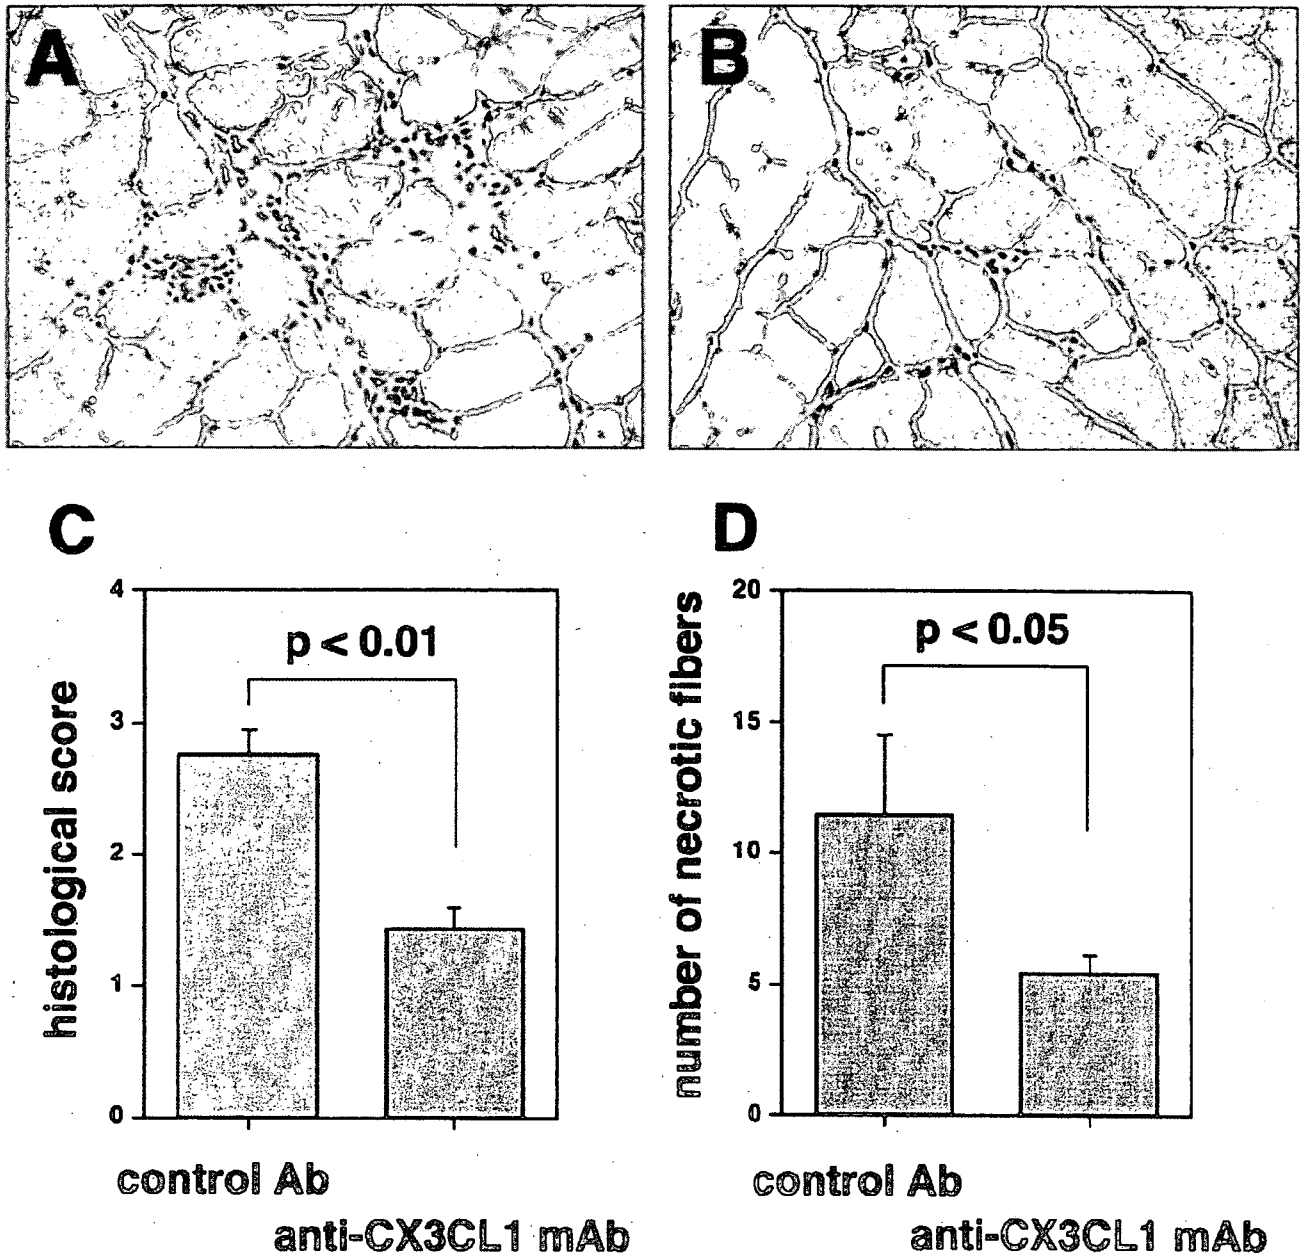 A
B
C
4
3
2
1
0
histological score
p < 0.01
control Ab
anti-CX3CL1 mAb
D
20
15
10
5
0
number of necrotic fibers
p < 0.05
control Ab
anti-CX3CL1 mAb